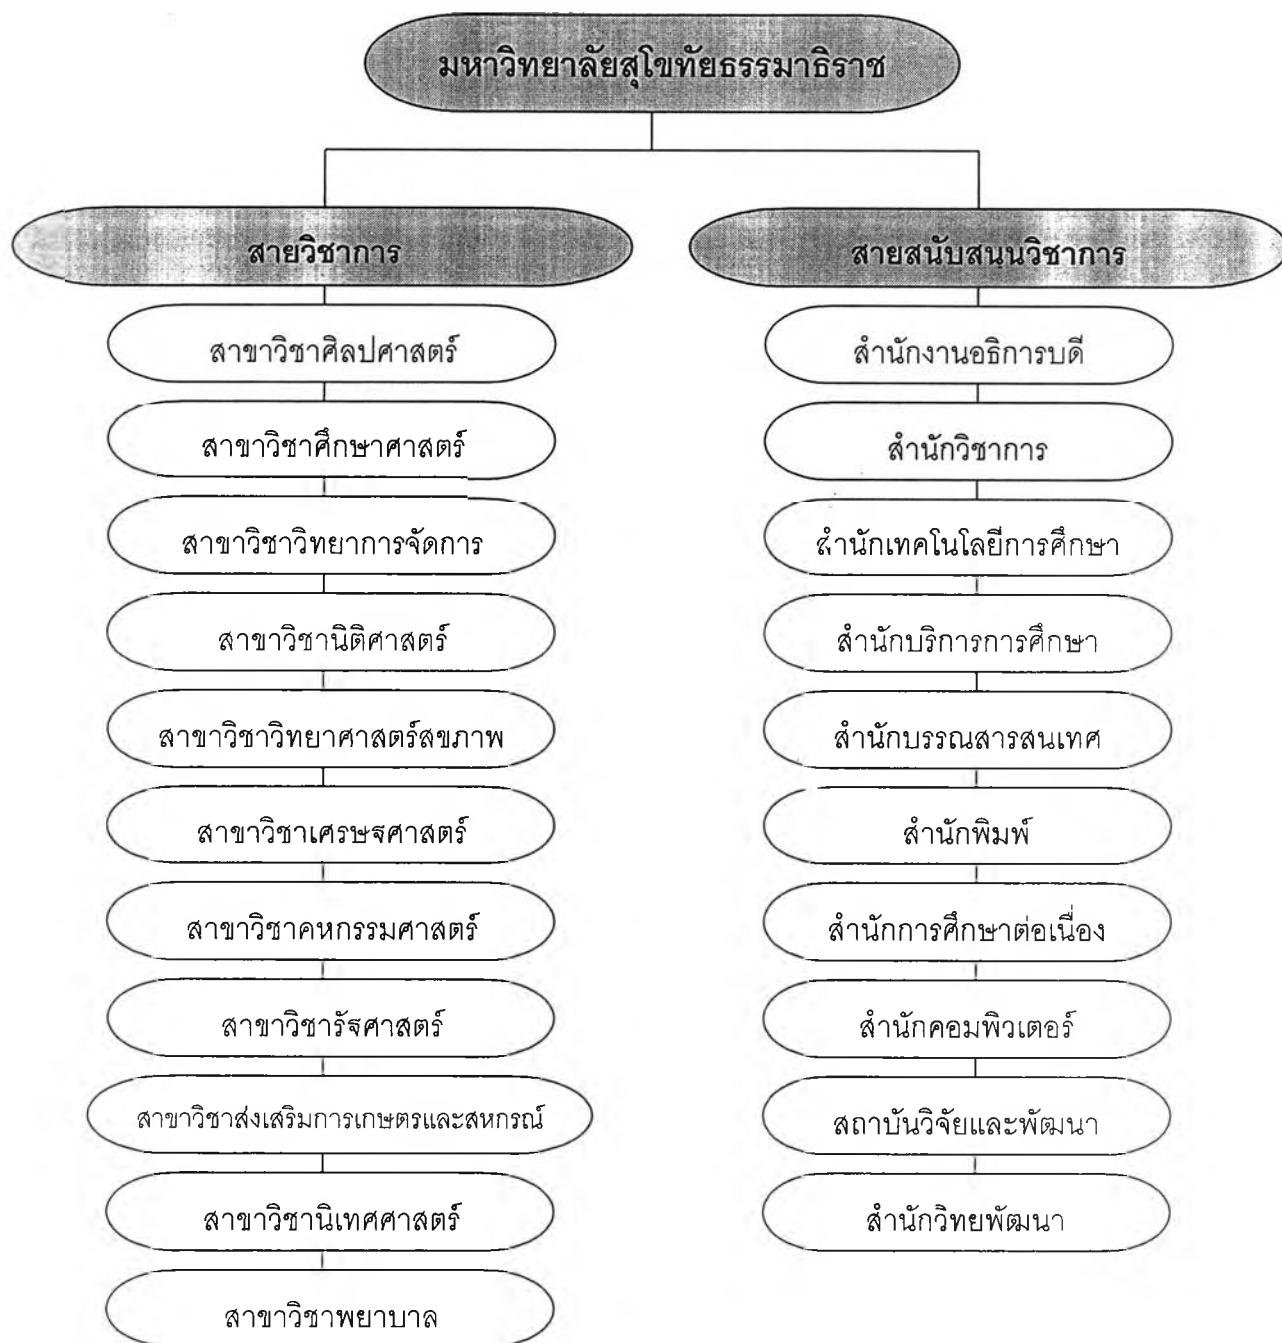 มหาวิทยาลัยสุโขทัยธรรมาธิราช
สายวิชาการ
สาขาวิชาศิลปศาสตร์
สาขาวิชาศึกษาศาสตร์
สาขาวิชาวิทยาการจัดการ
สาขาวิชานิติศาสตร์
สาขาวิชาวิทยาศาสตร์สุขภาพ
สาขาวิชาเศรษฐศาสตร์
สาขาวิชาคหกรรมศาสตร์
สาขาวิชารัฐศาสตร์
สาขาวิชาส่งเสริมการเกษตรและสหกรณ์
สาขาวิชานิเทศศาสตร์
สาขาวิชาพยาบาล
สายสนับสนุนวิชาการ
สำนักงานอธิการบดี
สำนักวิชาการ
สำนักเทคโนโลยีการศึกษา
สำนักบริการการศึกษา
สำนักบรรณสารสนเทศ
สำนักพิมพ์
สำนักการศึกษาต่อเนื่อง
สำนักคอมพิวเตอร์
สถาบันวิจัยและพัฒนา
สำนักวิทยพัฒนา